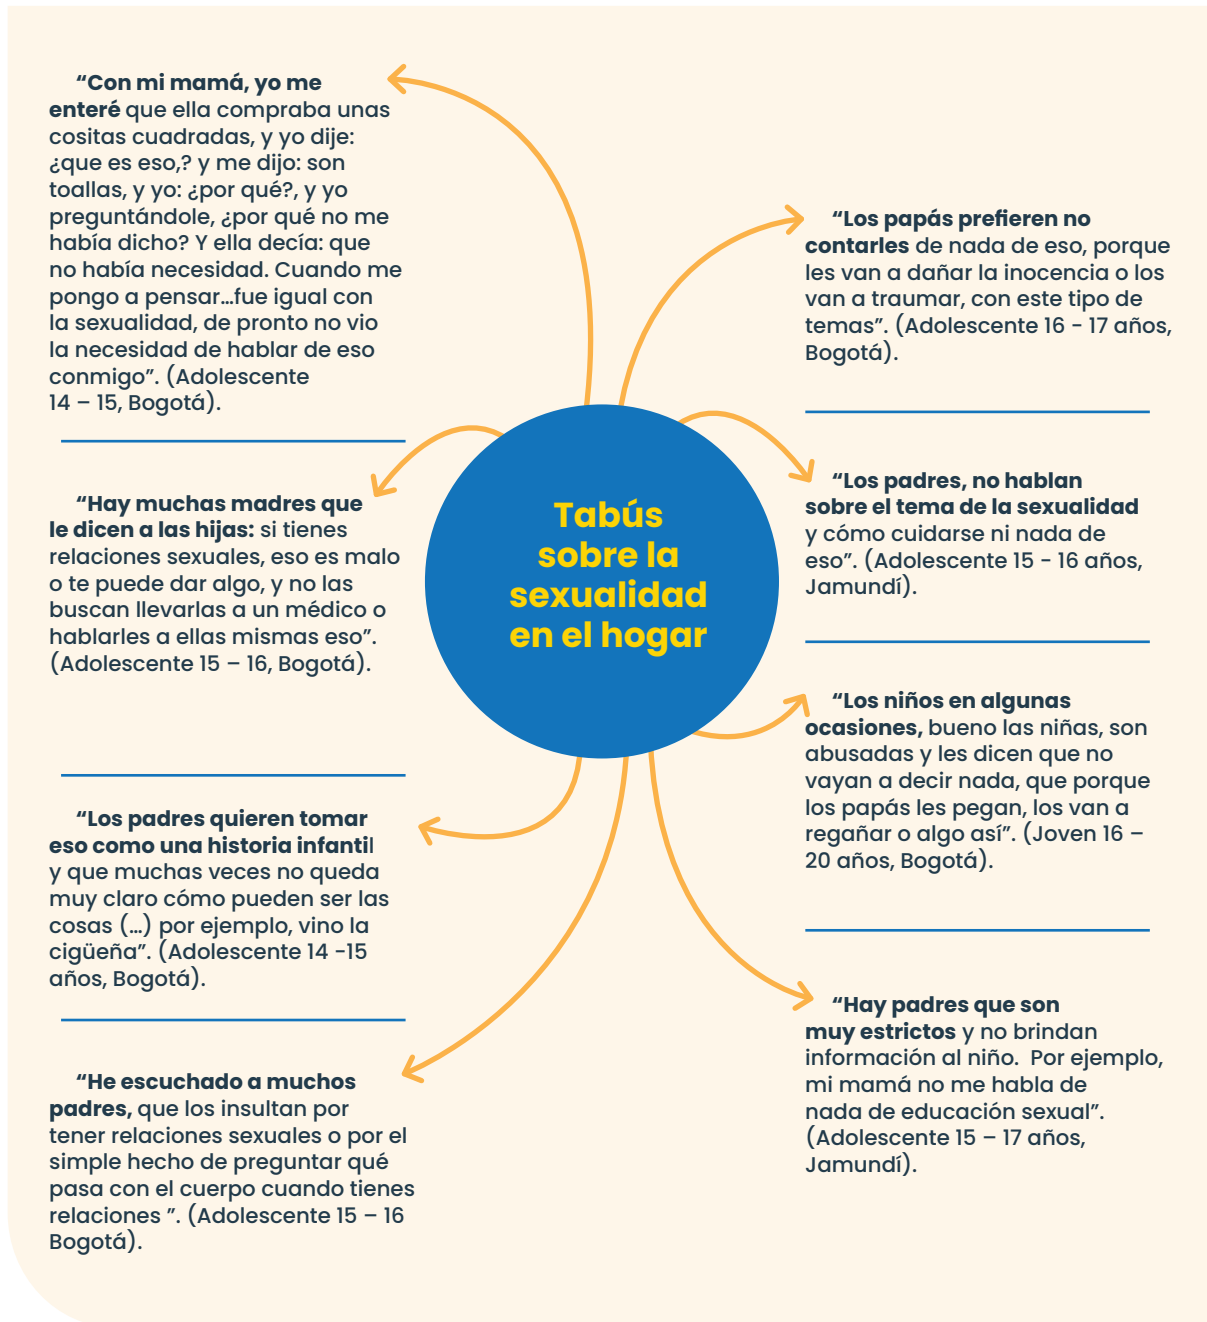 “Con mi mamá, yo me
enteré que ella compraba unas
cositas cuadradas, y yo dije:
¿que es eso,? y me dijo: son
toallas, y yo: ¿por qué?, y yo
preguntándole, ¿por qué no me
había dicho? Y ella decía: que
no había necesidad. Cuando me
pongo a pensar...fue igual con
la sexualidad, de pronto no vio
la necesidad de hablar de eso
conmigo”. (Adolescente
14 – 15, Bogotá).
“Hay muchas madres que
le dicen a las hijas: si tienes
relaciones sexuales, eso es malo
o te puede dar algo, y no las
buscan llevarlas a un médico o
hablarles a ellas mismas eso”.
(Adolescente 15 – 16, Bogotá).
“Los padres quieren tomar
eso como una historia infantil
y que muchas veces no queda
muy claro cómo pueden ser las
cosas (...) por ejemplo, vino la
cigüeña”. (Adolescente 14 -15
años, Bogotá).
“He escuchado a muchos
padres, que los insultan por
tener relaciones sexuales o por el
simple hecho de preguntar qué
pasa con el cuerpo cuando tienes
relaciones ”. (Adolescente 15 – 16
Bogotá).
Tabús
sobre la
sexualidad
en el hogar
“Los papás prefieren no
contarles de nada de eso, porque
les van a dañar la inocencia o los
van a traumar, con este tipo de
temas”. (Adolescente 16 - 17 años,
Bogotá).
“Los padres, no hablan
sobre el tema de la sexualidad
y cómo cuidarse ni nada de
eso”. (Adolescente 15 - 16 años,
Jamundí).
“Los niños en algunas
ocasiones, bueno las niñas, son
abusadas y les dicen que no
vayan a decir nada, que porque
los papás les pegan, los van a
regañar o algo así”. (Joven 16 –
20 años, Bogotá).
“Hay padres que son
muy estrictos y no brindan
información al niño.  Por ejemplo,
mi mamá no me habla de
nada de educación sexual”.
(Adolescente 15 – 17 años,
Jamundí).